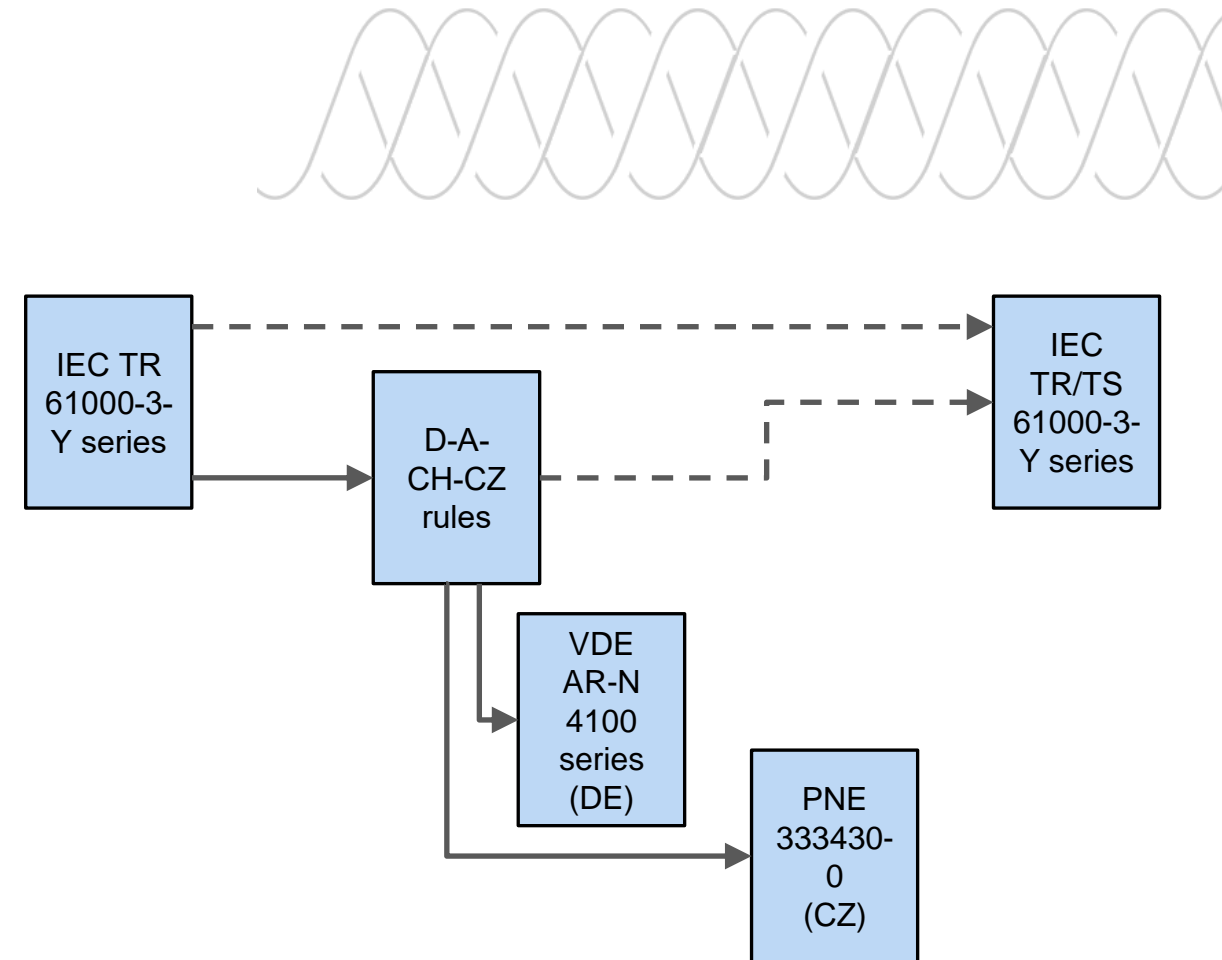 IEC TR
61000-3-
Y series
D-A-
CH-CZ
rules
IEC
TR/TS
61000-3-
Y series
VDE
AR-N
4100
series
(DE)
PNE
333430-
0
(CZ)